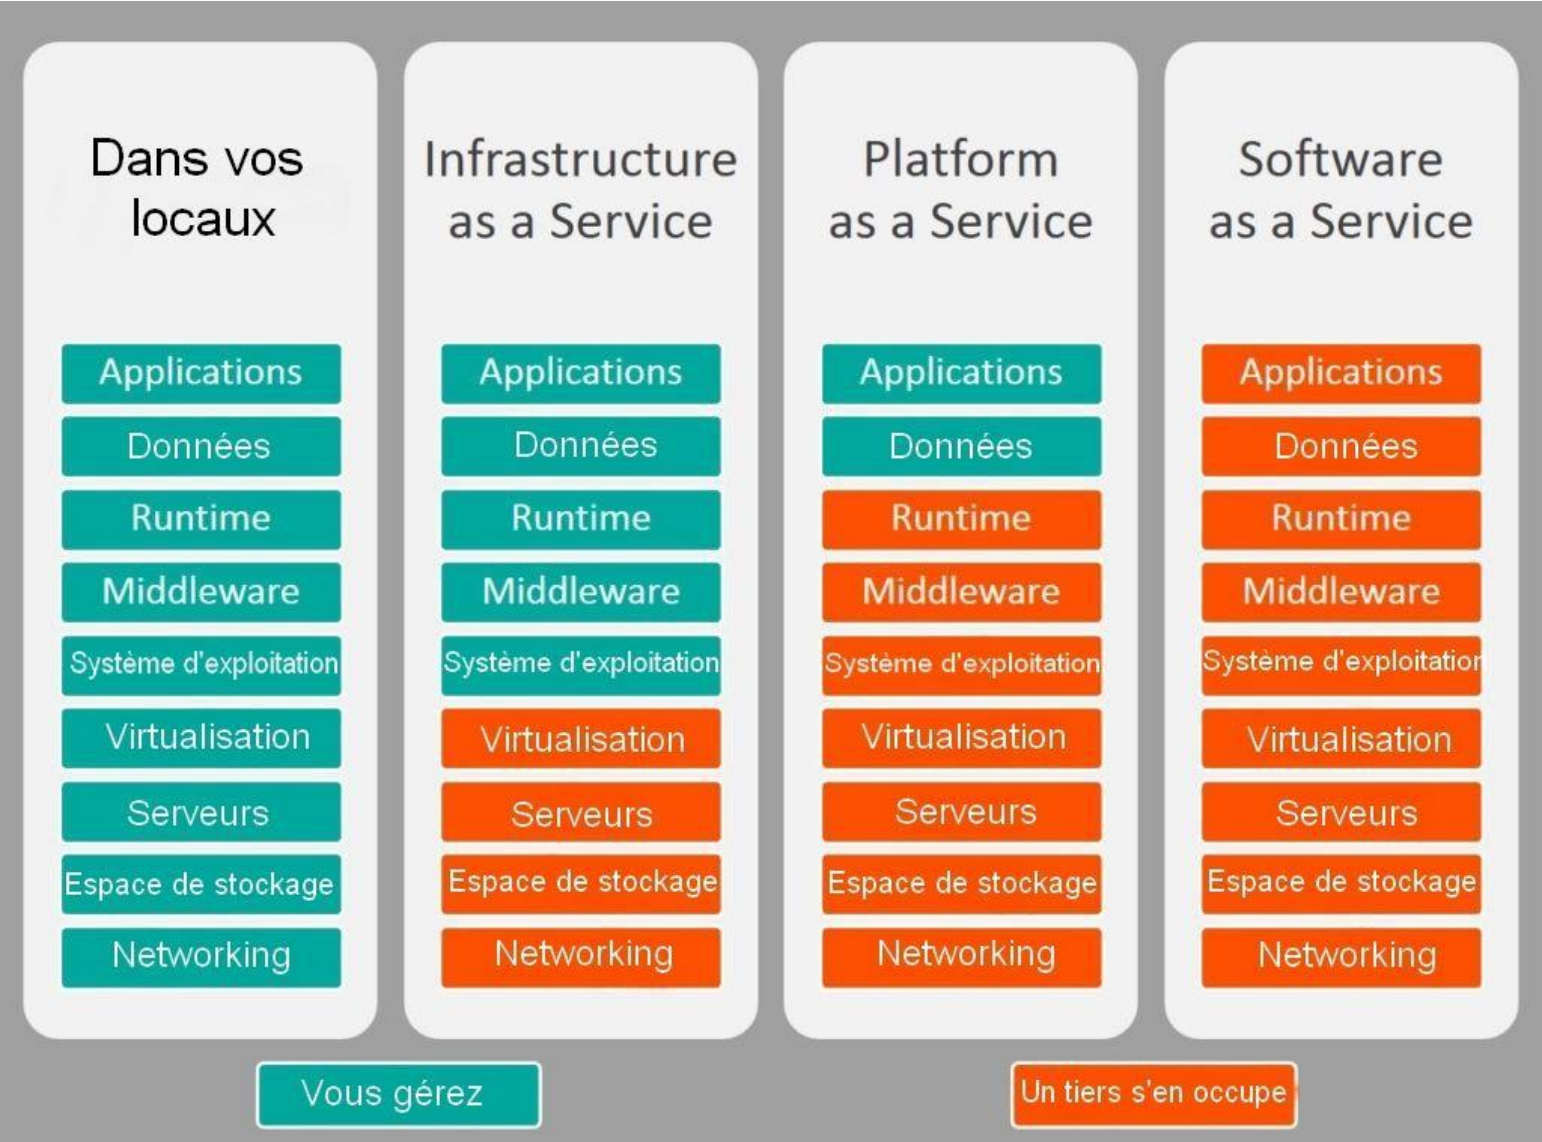 Dans vos
locaux
Applications
Données
Runtime
Middleware
Système d'exploitation
Virtualisation
Serveurs
Espace de stockage
Networking
Infrastructure
as a Service
Applications
Données
Runtime
Middleware
Système d'exploitation
Virtualisation
Serveurs
Espace de stockage
Networking
Platform
as a Service
Applications
Données
Runtime
Middleware
Système d'exploitation
Virtualisation
Serveurs
Espace de stockage
Networking
Software
as a Service
Applications
Données
Runtime
Middleware
Système d'exploitation
Virtualisation
Serveurs
Espace de stockage
Networking
Vous gérez
Un tiers s'en occupe